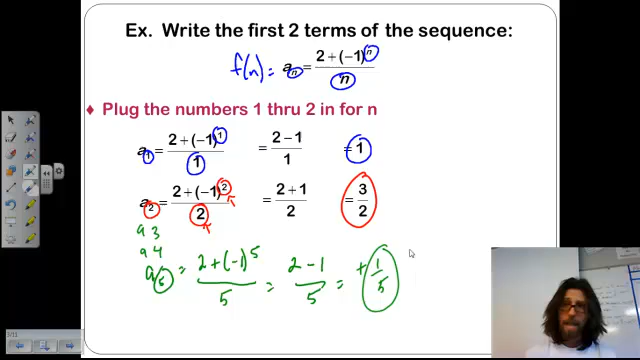 Ex. Write the first 2 terms of the sequence:
f(n) = aₙ = (2 + (−1)ⁿ)/n
♦ Plug the numbers 1 thru 2 in for n
a₁ = (2 + (−1)¹)/1 = (2 − 1)/1 = 1
a₂ = (2 + (−1)²)/2 = (2 + 1)/2 = 3/2
a 3
a 4
a₅ = (2 + (−1)⁵)/5 = (2 − 1)/5 = + 1/5